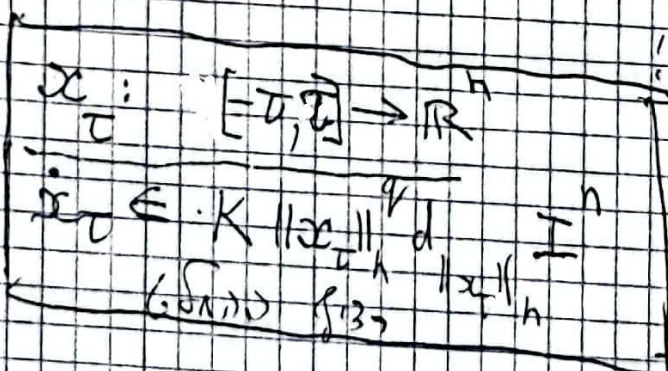 x_τ : [-τ, τ] → ℝ^n
ẋ_τ ∈ K ||x_τ||_h^q d_{||x_τ||_h} I^n